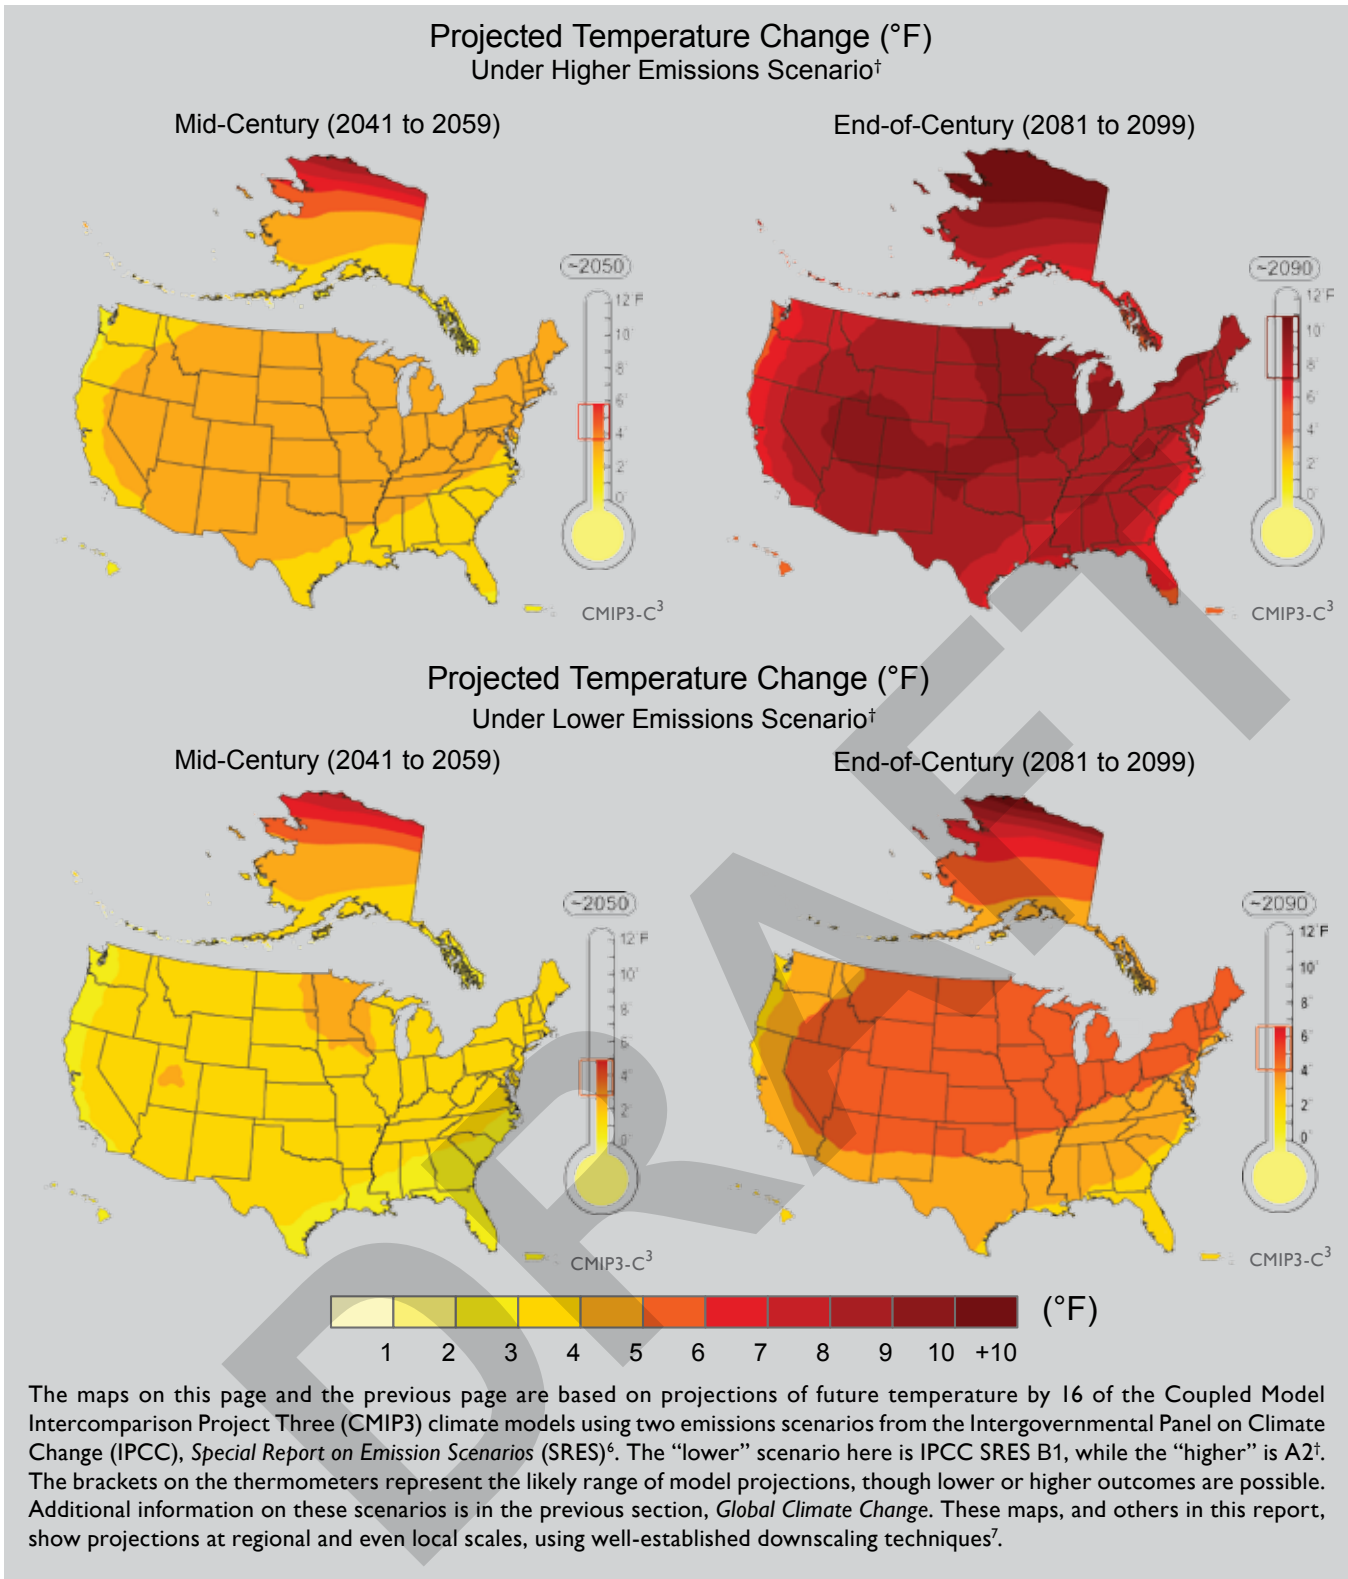 Projected Temperature Change (°F)
Under Higher Emissions Scenario†
Mid-Century (2041 to 2059)
End-of-Century (2081 to 2099)
~2050
12°F
10°
8°
6°
4°
2°
0°
CMIP3-C3
~2090
12°F
10°
8°
6°
4°
2°
0°
CMIP3-C3
Projected Temperature Change (°F)
Under Lower Emissions Scenario†
Mid-Century (2041 to 2059)
End-of-Century (2081 to 2099)
~2050
12°F
10°
8°
6°
4°
2°
0°
CMIP3-C3
~2090
12°F
10°
8°
6°
4°
2°
0°
CMIP3-C3
(°F)
1 2 3 4 5 6 7 8 9 10 +10
The maps on this page and the previous page are based on projections of future temperature by 16 of the Coupled Model
Intercomparison Project Three (CMIP3) climate models using two emissions scenarios from the Intergovernmental Panel on Climate
Change (IPCC), Special Report on Emission Scenarios (SRES)6. The “lower” scenario here is IPCC SRES B1, while the “higher” is A2†.
The brackets on the thermometers represent the likely range of model projections, though lower or higher outcomes are possible.
Additional information on these scenarios is in the previous section, Global Climate Change. These maps, and others in this report,
show projections at regional and even local scales, using well-established downscaling techniques7.
DRAFT